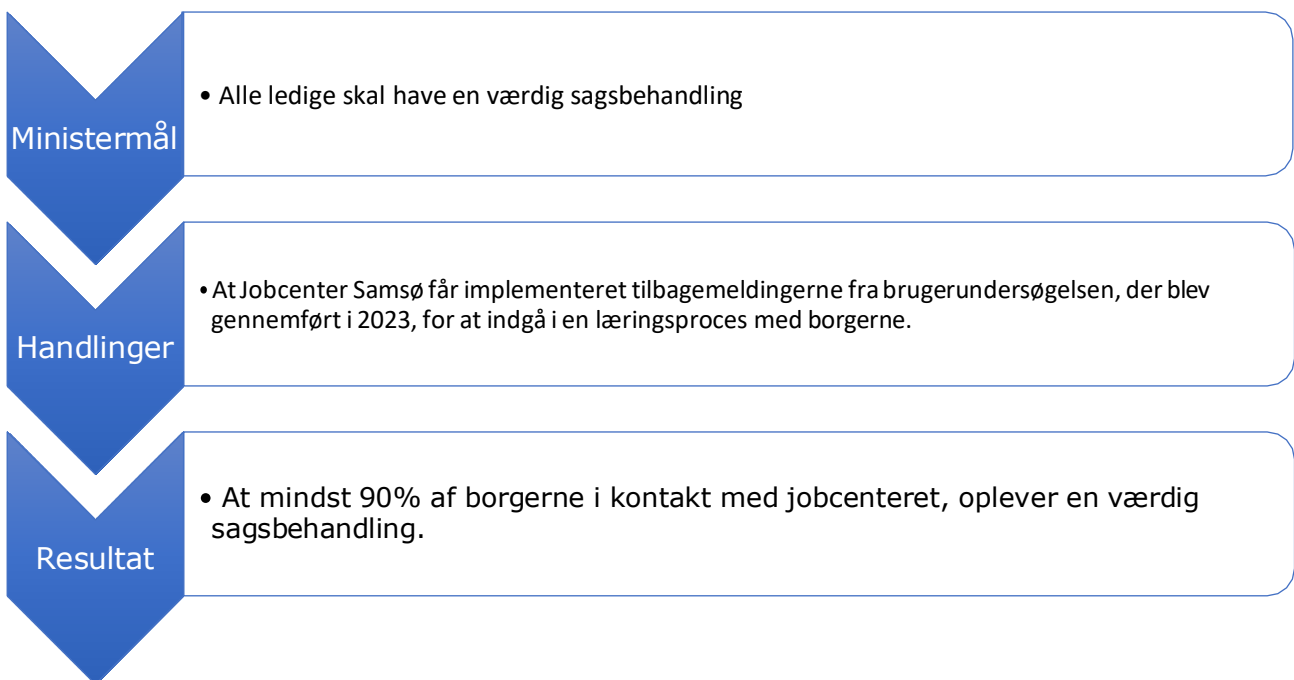 Ministermål
• Alle ledige skal have en værdig sagsbehandling
Handlinger
• At Jobcenter Samsø får implementeret tilbagemeldingerne fra brugerundersøgelsen, der blev
gennemført i 2023, for at indgå i en læringsproces med borgerne.
Resultat
• At mindst 90% af borgerne i kontakt med jobcenteret, oplever en værdig
sagsbehandling.